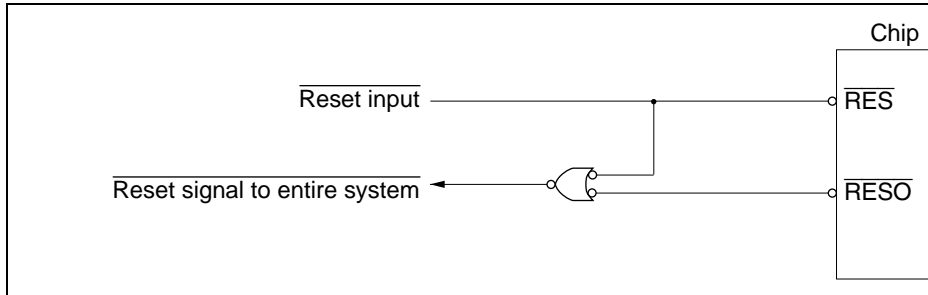 Chip
Reset input
RES
Reset signal to entire system
RESO